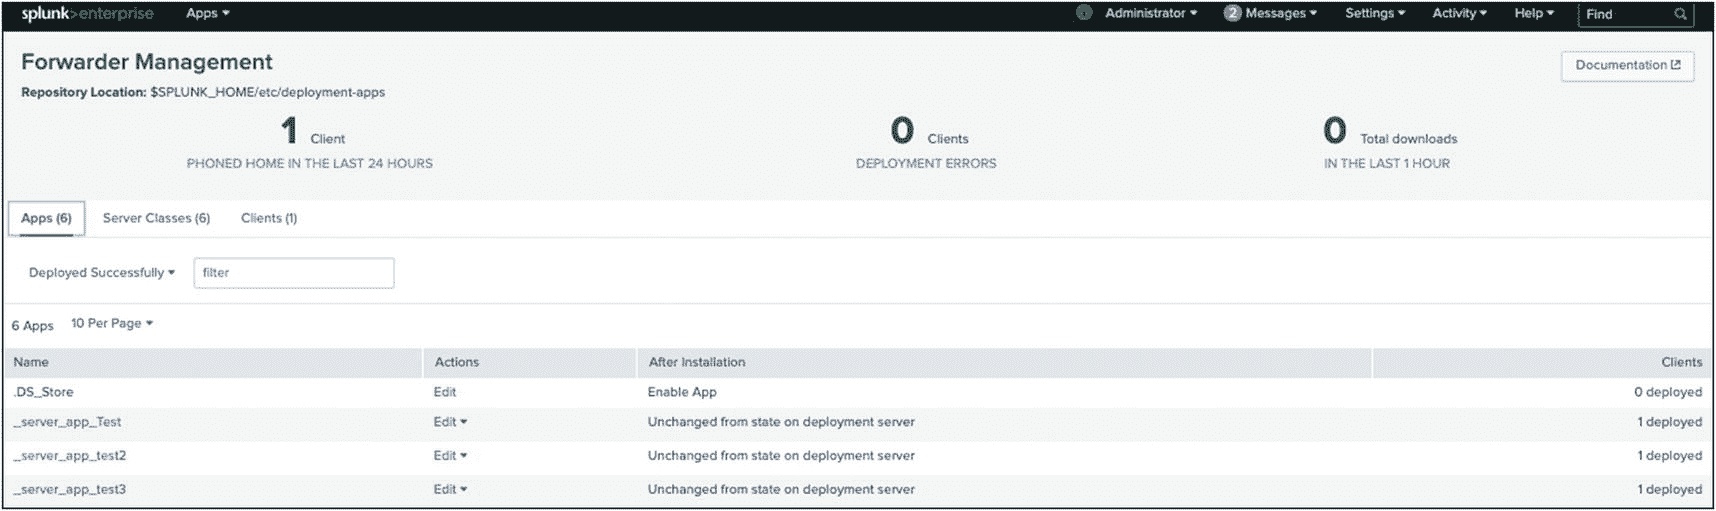 splunk>enterprise Apps Administrator 2 Messages Settings Activity Help Find
Forwarder Management
Documentation
Repository Location: $SPLUNK_HOME/etc/deployment-apps
1 Client 0 Clients 0 Total downloads
PHONED HOME IN THE LAST 24 HOURS DEPLOYMENT ERRORS IN THE LAST 1 HOUR
Apps (6) Server Classes (6) Clients (1)
Deployed Successfully filter
6 Apps 10 Per Page
Name Actions After Installation Clients
.DS_Store Edit Enable App 0 deployed
_server_app_Test Edit Unchanged from state on deployment server 1 deployed
_server_app_test2 Edit Unchanged from state on deployment server 1 deployed
_server_app_test3 Edit Unchanged from state on deployment server 1 deployed